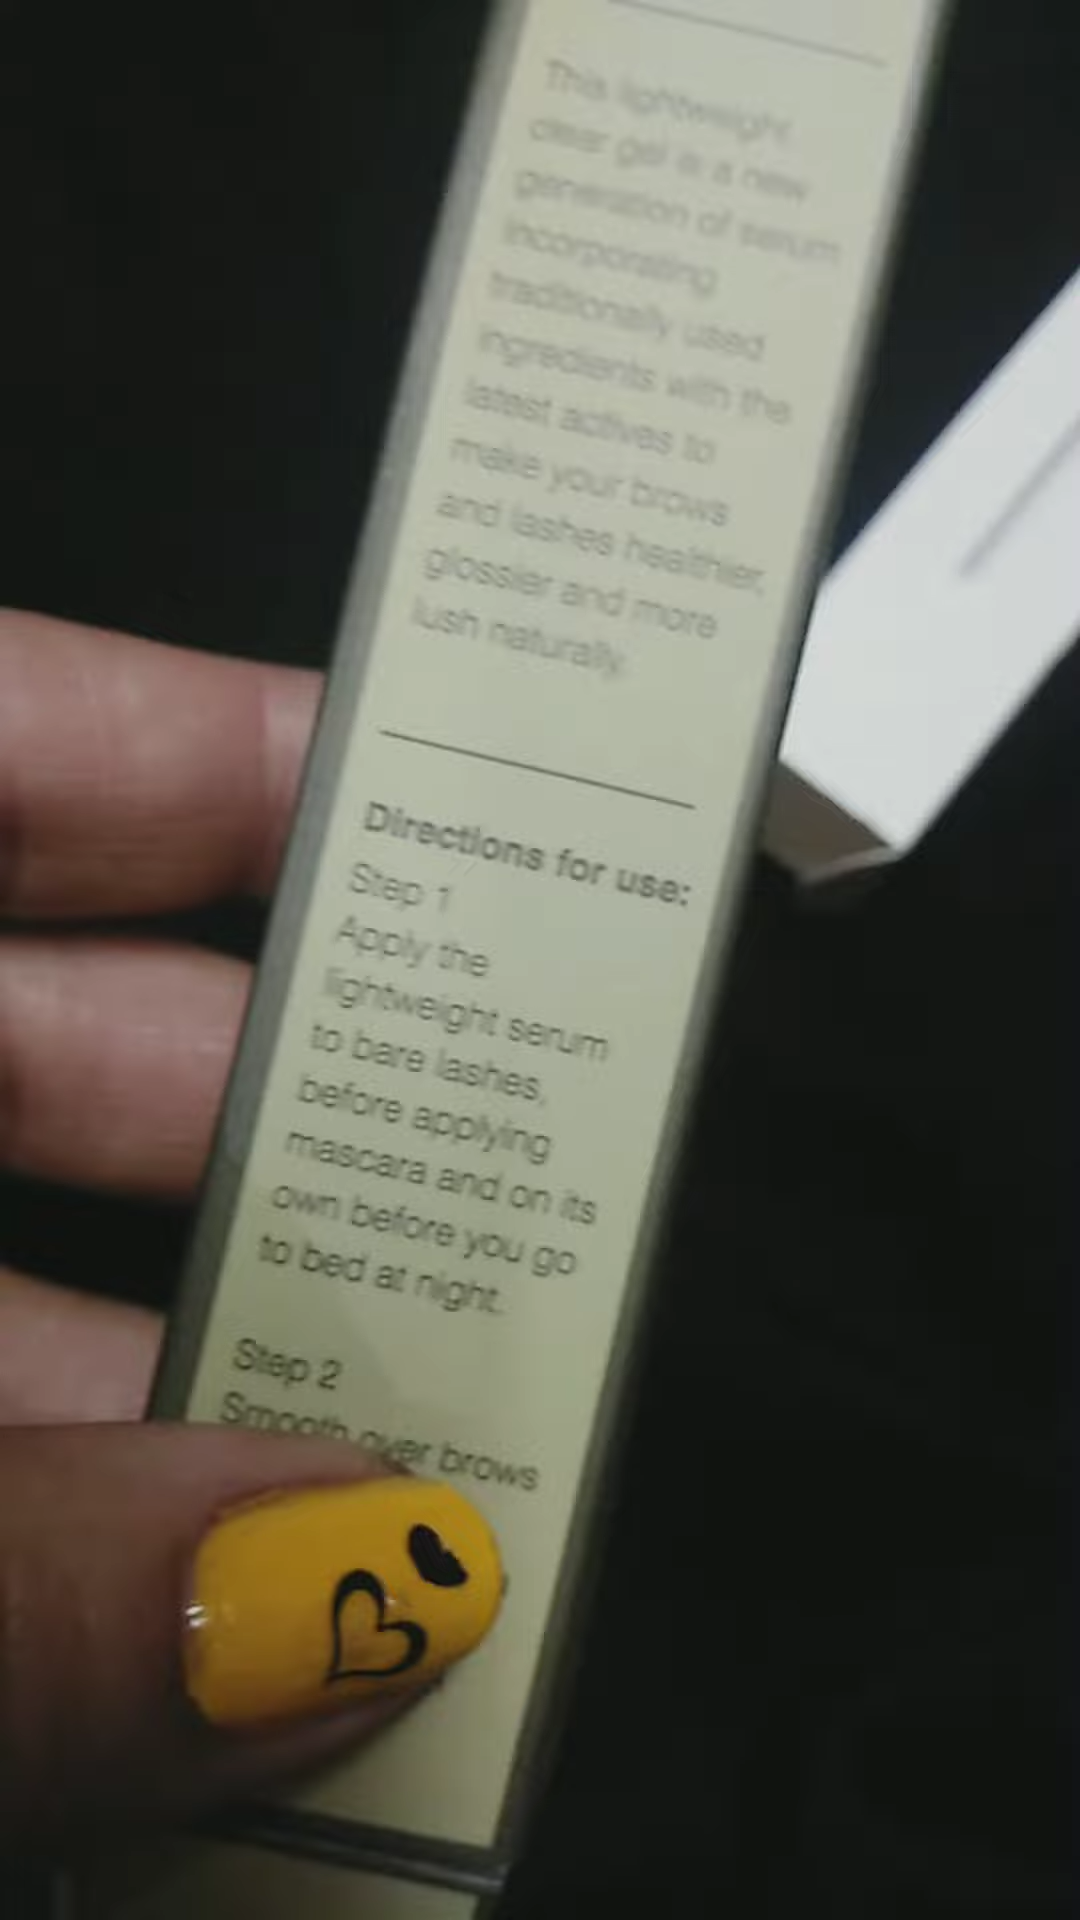 This lightweight
clear gel is a new
generation of serum
incorporating
traditionally used
ingredients with the
latest actives to
make your brows
and lashes healthier,
glossier and more
lush naturally.
Directions for use:
Step 1
Apply the
lightweight serum
to bare lashes,
before applying
mascara and on its
own before you go
to bed at night.
Step 2
Smooth over brows